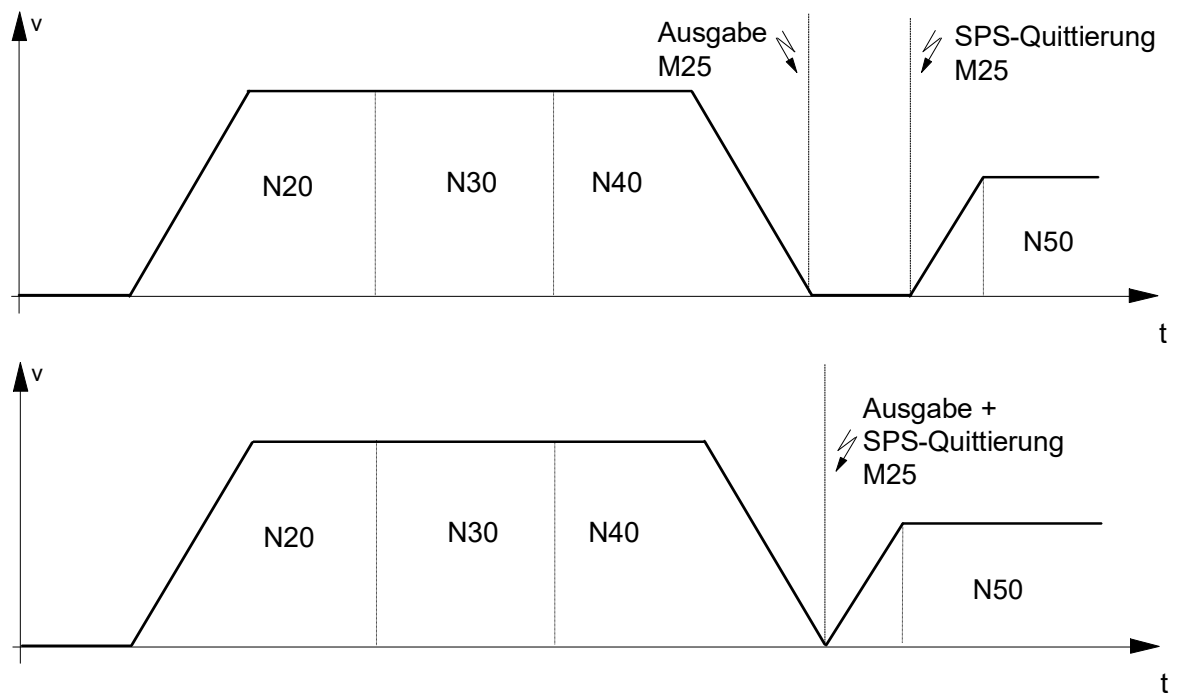 v
Ausgabe
M25
SPS-Quittierung
M25
N20
N30
N40
N50
t
v
Ausgabe +
SPS-Quittierung
M25
N20
N30
N40
N50
t